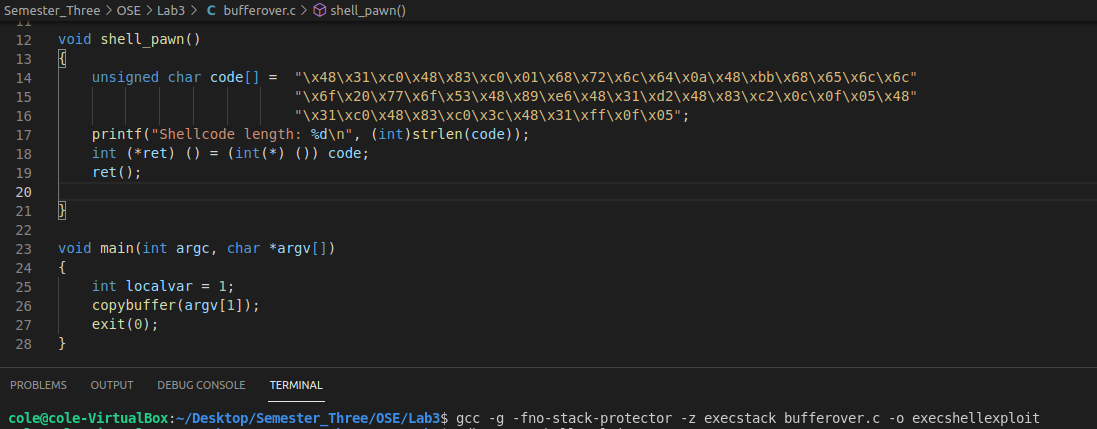 Semester_Three > OSE > Lab3 > C bufferover.c > shell_pawn()
11
12 void shell_pawn()
13 {
14 unsigned char code[] = "\x48\x31\xc0\x48\x83\xc0\x01\x68\x72\x6c\x64\x0a\x48\xbb\x68\x65\x6c\x6c"
15 "\x6f\x20\x77\x6f\x53\x48\x89\xe6\x48\x31\xd2\x48\x83\xc2\x0c\x0f\x05\x48"
16 "\x31\xc0\x48\x83\xc0\x3c\x48\x31\xff\x0f\x05";
17 printf("Shellcode length: %d\n", (int)strlen(code));
18 int (*ret) () = (int(*) ()) code;
19 ret();
20
21 }
22
23 void main(int argc, char *argv[])
24 {
25 int localvar = 1;
26 copybuffer(argv[1]);
27 exit(0);
28 }
PROBLEMS OUTPUT DEBUG CONSOLE TERMINAL
cole@cole-VirtualBox:~/Desktop/Semester_Three/OSE/Lab3$ gcc -g -fno-stack-protector -z execstack bufferover.c -o execshellexploit